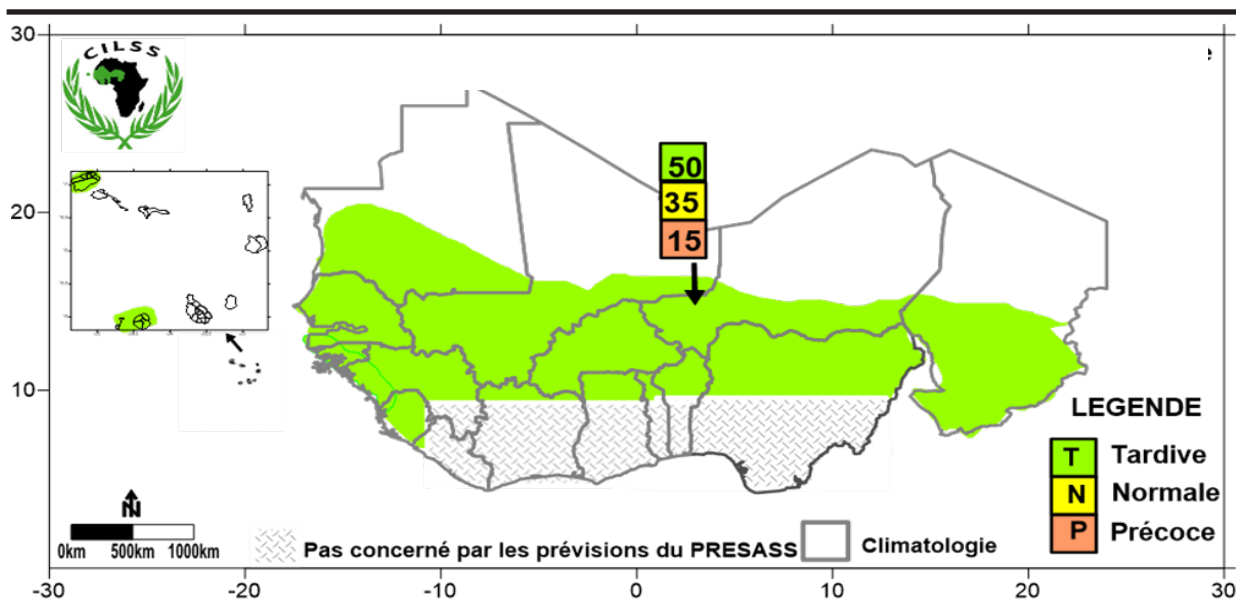 30
CILSS
20
10
50
35
15
LEGENDE
T Tardive
N Normale
P Précoce
N
0km 500km 1000km
Pas concerné par les prévisions du PRESASS
Climatologie
-30 -20 -10 0 10 20 30